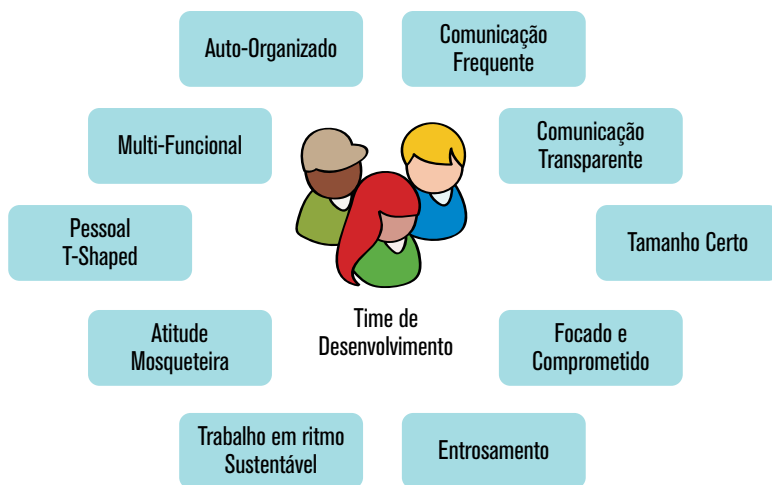 Auto-Organizado
Comunicação
Frequente
Multi-Funcional
Comunicação
Transparente
Pessoal
T-Shaped
Tamanho Certo
Time de
Desenvolvimento
Atitude
Mosqueteira
Focado e
Comprometido
Trabalho em ritmo
Sustentável
Entrosamento